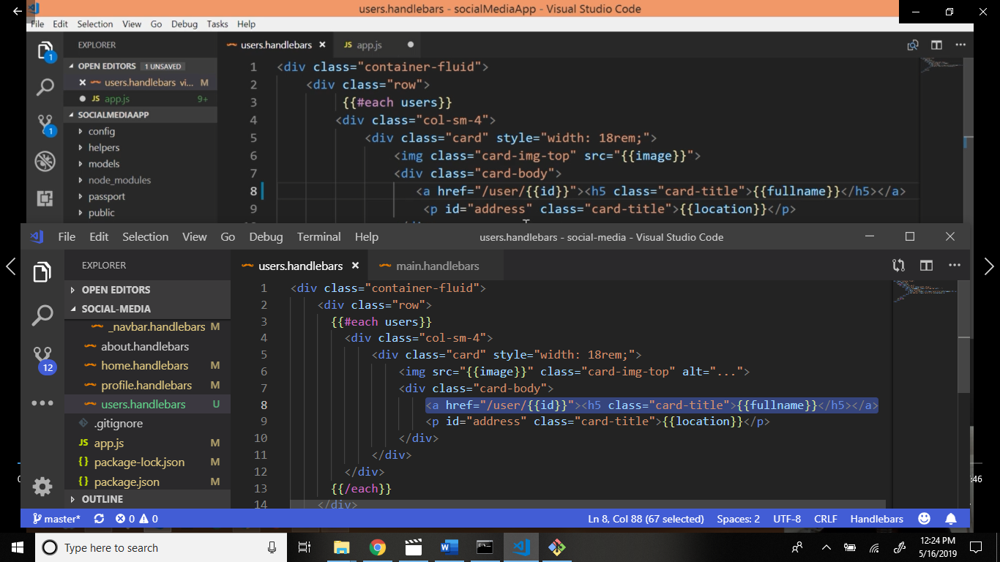 users.handlebars - socialMediaApp - Visual Studio Code
File Edit Selection View Go Debug Tasks Help
EXPLORER
OPEN EDITORS 1 UNSAVED
users.handlebars vi... M
JS app.js 9+
SOCIALMEDIAAPP
config
helpers
models
node_modules
passport
public
1
1
users.handlebars
JS app.js
1 <div class="container-fluid">
2 <div class="row">
3 {{#each users}}
4 <div class="col-sm-4">
5 <div class="card" style="width: 18rem;">
6 <img class="card-img-top" src="{{image}}">
7 <div class="card-body">
8 <a href="/user/{{id}}"><h5 class="card-title">{{fullname}}</h5></a>
9 <p id="address" class="card-title">{{location}}</p>
File Edit Selection View Go Debug Terminal Help
users.handlebars - social-media - Visual Studio Code
EXPLORER
OPEN EDITORS
SOCIAL-MEDIA
_navbar.handlebars M
about.handlebars
home.handlebars M
profile.handlebars M
users.handlebars U
.gitignore
JS app.js M
{} package-lock.json M
{} package.json M
OUTLINE
12
users.handlebars
main.handlebars
1 <div class="container-fluid">
2 <div class="row">
3 {{#each users}}
4 <div class="col-sm-4">
5 <div class="card" style="width: 18rem;">
6 <img src="{{image}}" class="card-img-top" alt="...">
7 <div class="card-body">
8 <a href="/user/{{id}}"><h5 class="card-title">{{fullname}}</h5></a>
9 <p id="address" class="card-title">{{location}}</p>
10 </div>
11 </div>
12 </div>
13 {{/each}}
14 </div>
:46
master* 0 0
Ln 8, Col 88 (67 selected) Spaces: 2 UTF-8 CRLF Handlebars
Type here to search
12:24 PM
5/16/2019